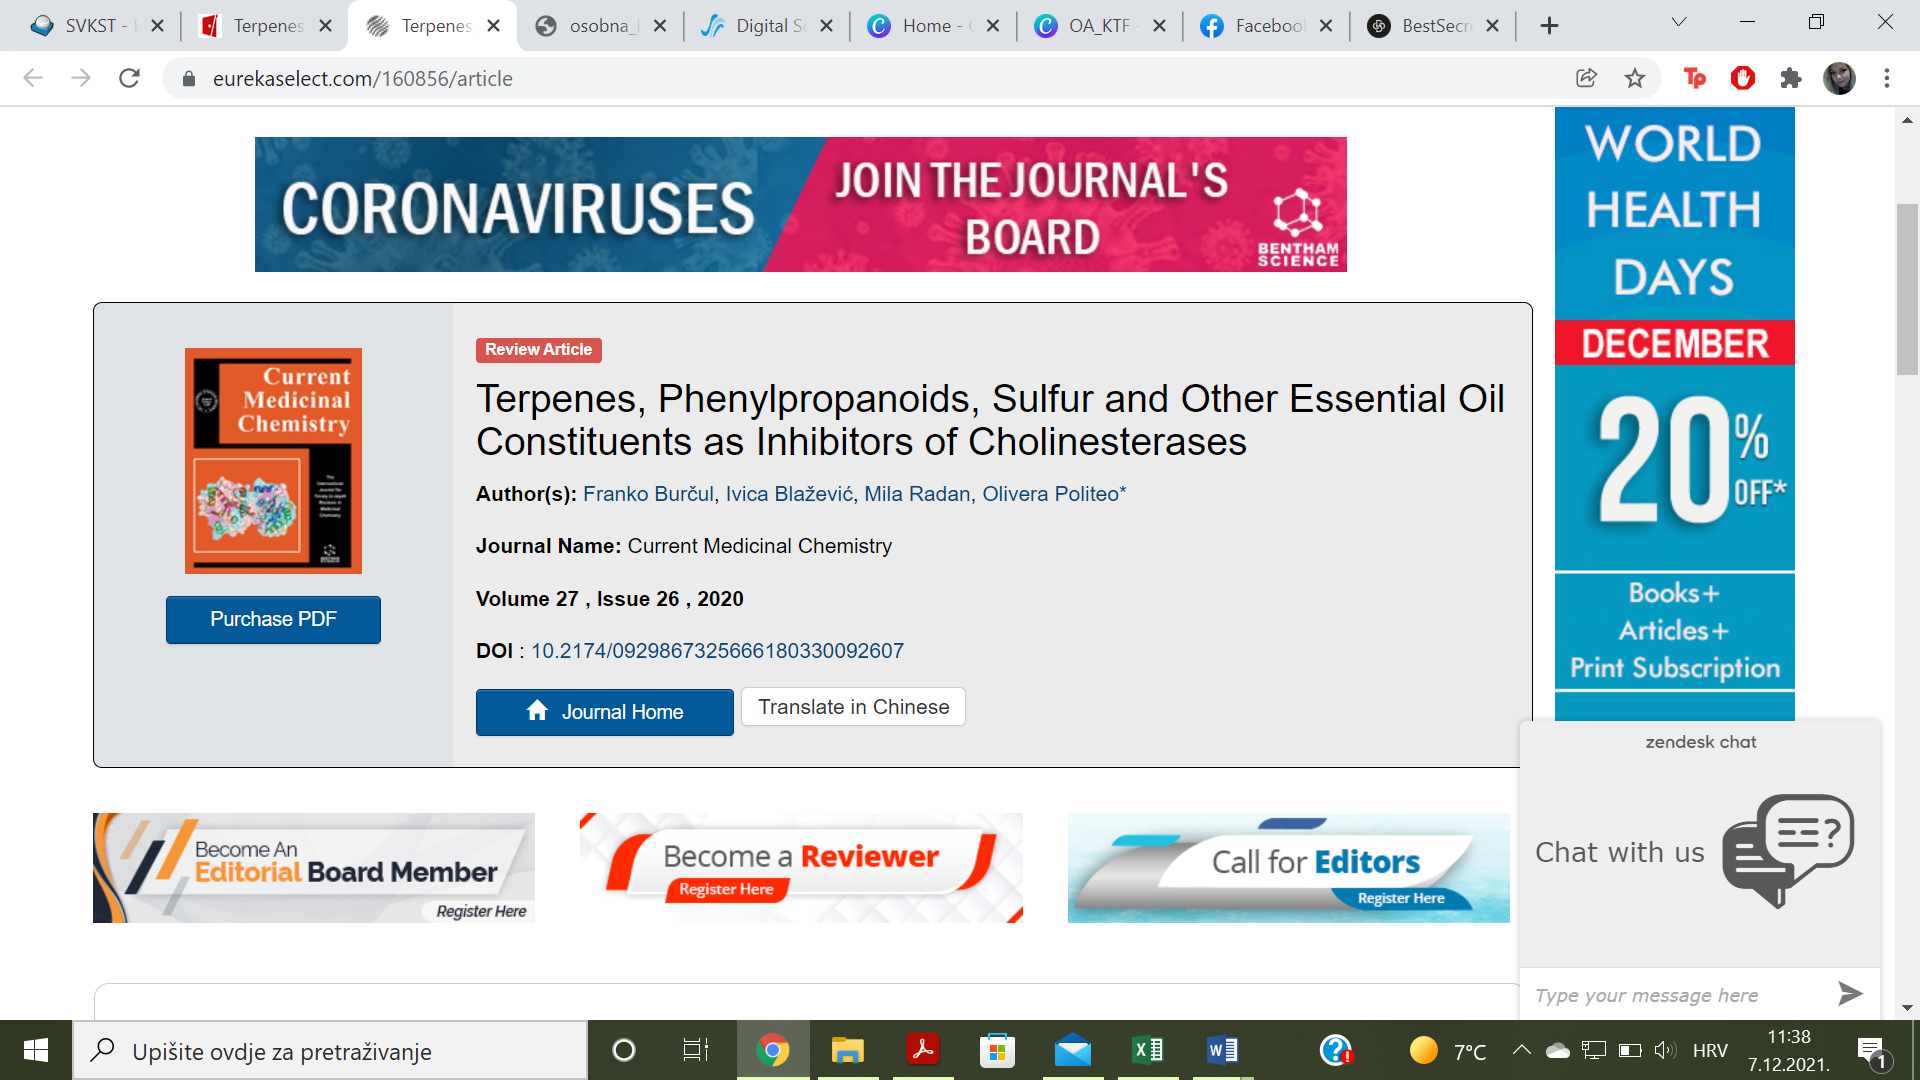 SVKST - 
Terpenes
Terpenes
osobna_
Digital S
Home - 
OA_KTF -
Facebook
BestSecr
eurekaselect.com/160856/article
Tp
CORONAVIRUSES
JOIN THE JOURNAL'S
BOARD
BENTHAM
SCIENCE
WORLD
HEALTH
DAYS
DECEMBER
20%
OFF*
Books+
Articles+
Print Subscription
Current
Medicinal
Chemistry
Purchase PDF
Review Article
Terpenes, Phenylpropanoids, Sulfur and Other Essential Oil
Constituents as Inhibitors of Cholinesterases
Author(s): Franko Burčul, Ivica Blažević, Mila Radan, Olivera Politeo*
Journal Name: Current Medicinal Chemistry
Volume 27 , Issue 26 , 2020
DOI : 10.2174/0929867325666180330092607
Journal Home
Translate in Chinese
Become An
Editorial Board Member
Register Here
Become a Reviewer
Register Here
Call for Editors
Register Here
zendesk chat
Chat with us
Type your message here
Upišite ovdje za pretraživanje
7°C
HRV
11:38
7.12.2021.
1